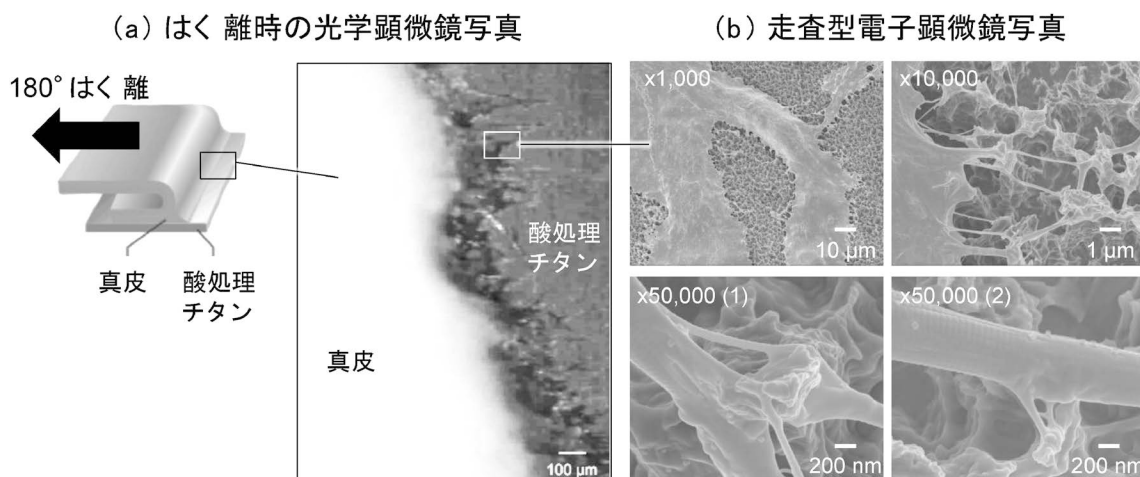 (a) はく 離時の光学顕微鏡写真
180° はく 離
真皮
酸処理
チタン
真皮
酸処理
チタン
100 µm
(b) 走査型電子顕微鏡写真
x1,000
10 µm
x10,000
1 µm
x50,000 (1)
200 nm
x50,000 (2)
200 nm